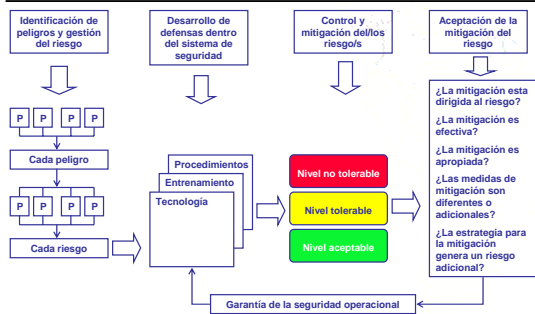 Identificación de
peligros y gestión
del riesgo
Desarrollo de
defensas dentro
del sistema de
seguridad
Control y
mitigación del/los
riesgo/s
Aceptación de la
mitigación del
riesgo
P P P P
Cada peligro
P P P P
Cada riesgo
Procedimientos
Entrenamiento
Tecnología
Nivel no tolerable
Nivel tolerable
Nivel aceptable
¿La mitigación esta
dirigida al riesgo?
¿La mitigación es
efectiva?
¿La mitigación es
apropiada?
¿Las medidas de
mitigación son
diferentes o
adicionales?
¿La estrategia para
la mitigación
genera un riesgo
adicional?
Garantía de la seguridad operacional